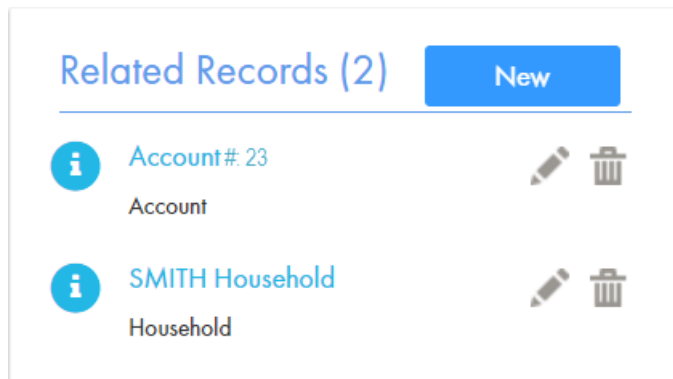 Related Records (2)
New
Account #: 23
Account
SMITH Household
Household